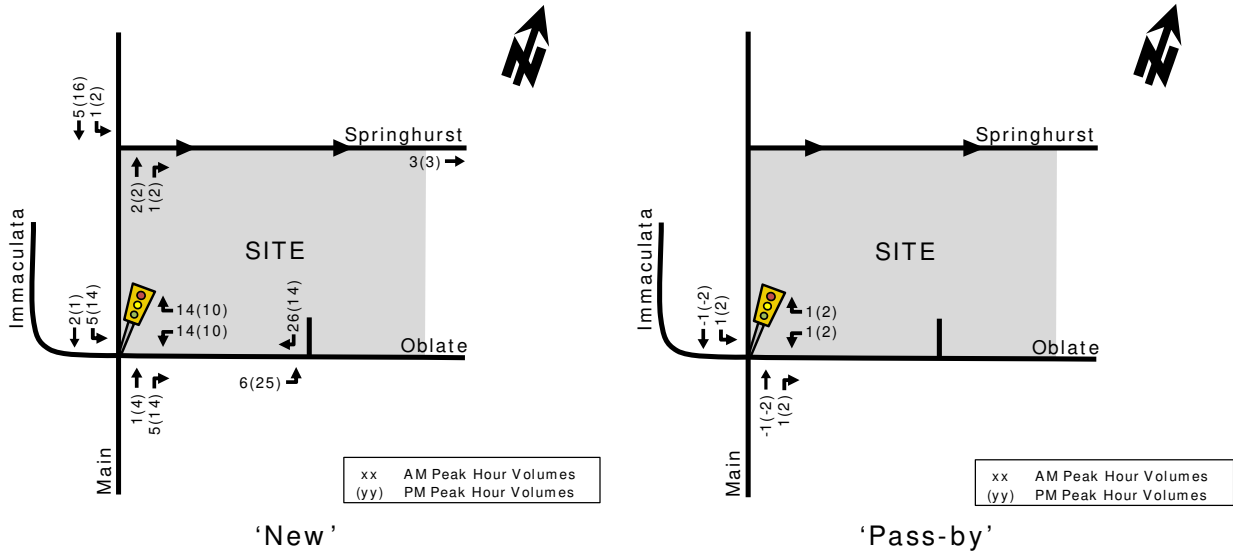 5(16)
1(2)
Springhurst
3(3)
2(2)
1(2)
Immaculata
SITE
2(1)
5(14)
14(10)
14(10)
26(14)
Oblate
6(25)
1(4)
5(14)
Main
xx AM Peak Hour Volumes
(yy) PM Peak Hour Volumes
'New'
Springhurst
Immaculata
SITE
-1(-2)
1(2)
1(2)
1(2)
Oblate
-1(-2)
1(2)
Main
xx AM Peak Hour Volumes
(yy) PM Peak Hour Volumes
'Pass-by'